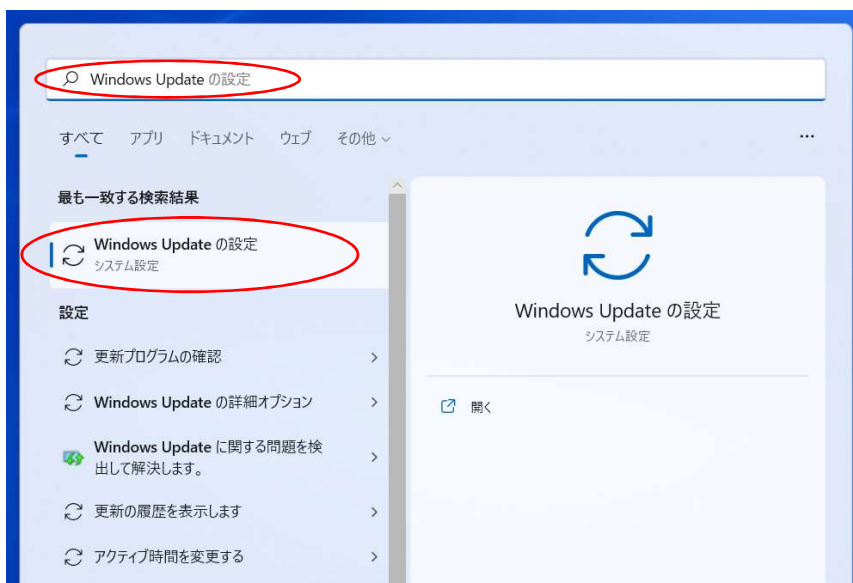 Windows Update の設定
すべて アプリ ドキュメント ウェブ その他
最も一致する検索結果
Windows Update の設定
システム設定
設定
更新プログラムの確認
Windows Update の詳細オプション
Windows Update に関する問題を検
出して解決します。
更新の履歴を表示します
アクティブ時間を変更する
Windows Update の設定
システム設定
開く